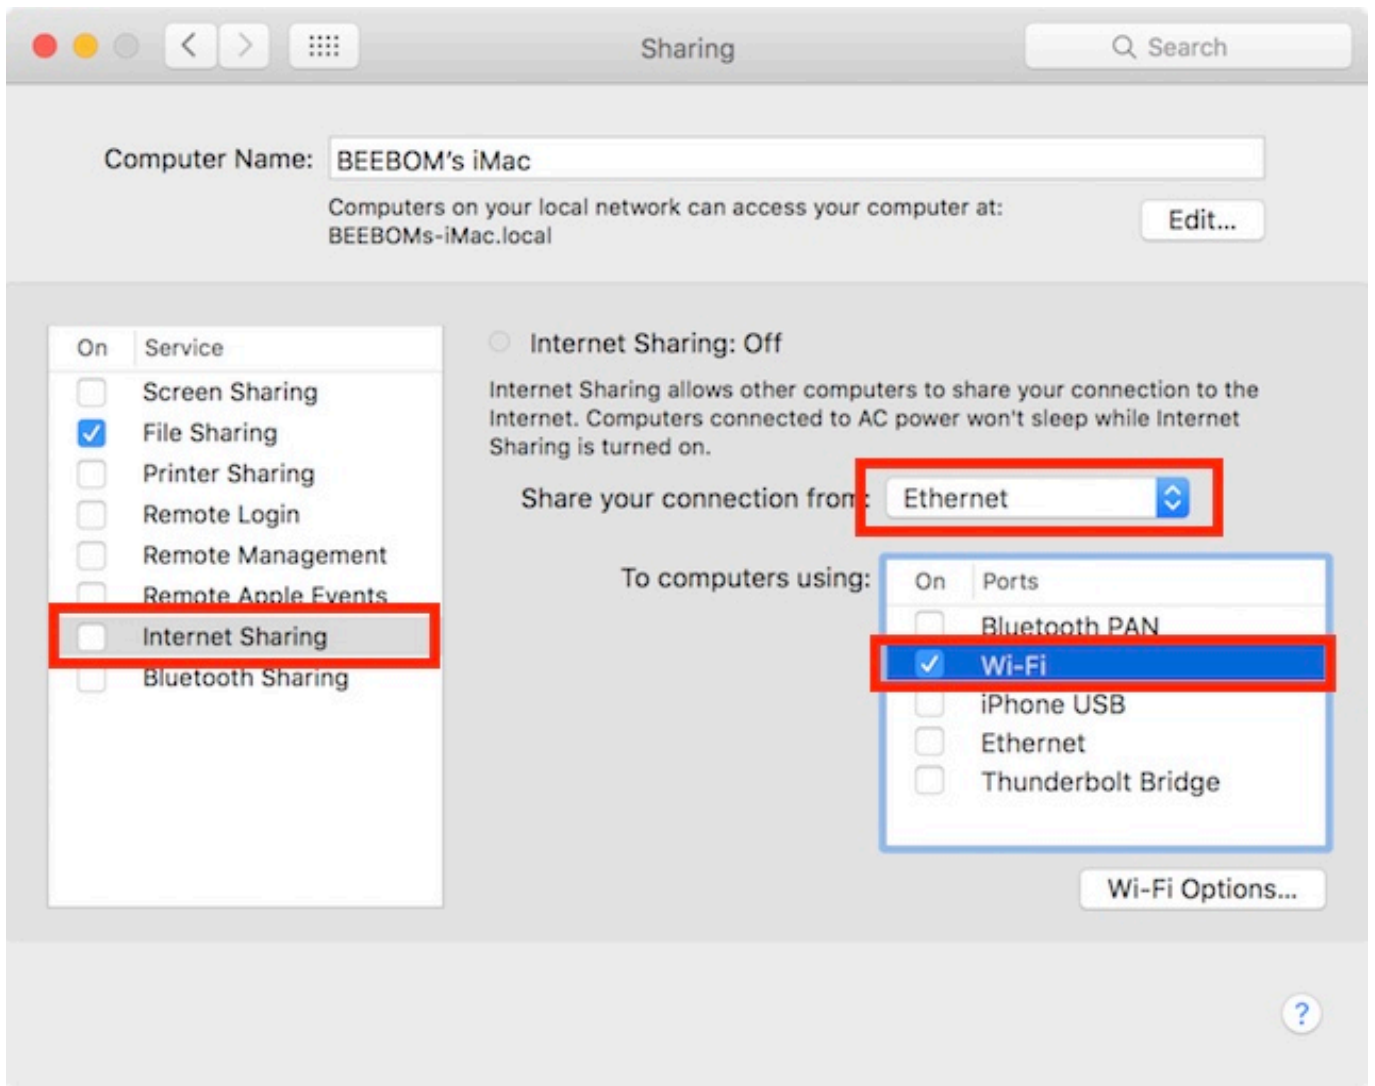 Sharing
Search
Computer Name: BEEBOM's iMac
Computers on your local network can access your computer at:
BEEBOMs-iMac.local
Edit...
On Service
Screen Sharing
File Sharing
Printer Sharing
Remote Login
Remote Management
Remote Apple Events
Internet Sharing
Bluetooth Sharing
Internet Sharing: Off
Internet Sharing allows other computers to share your connection to the
Internet. Computers connected to AC power won't sleep while Internet
Sharing is turned on.
Share your connection from: Ethernet
To computers using:
On Ports
Bluetooth PAN
Wi-Fi
iPhone USB
Ethernet
Thunderbolt Bridge
Wi-Fi Options...
?